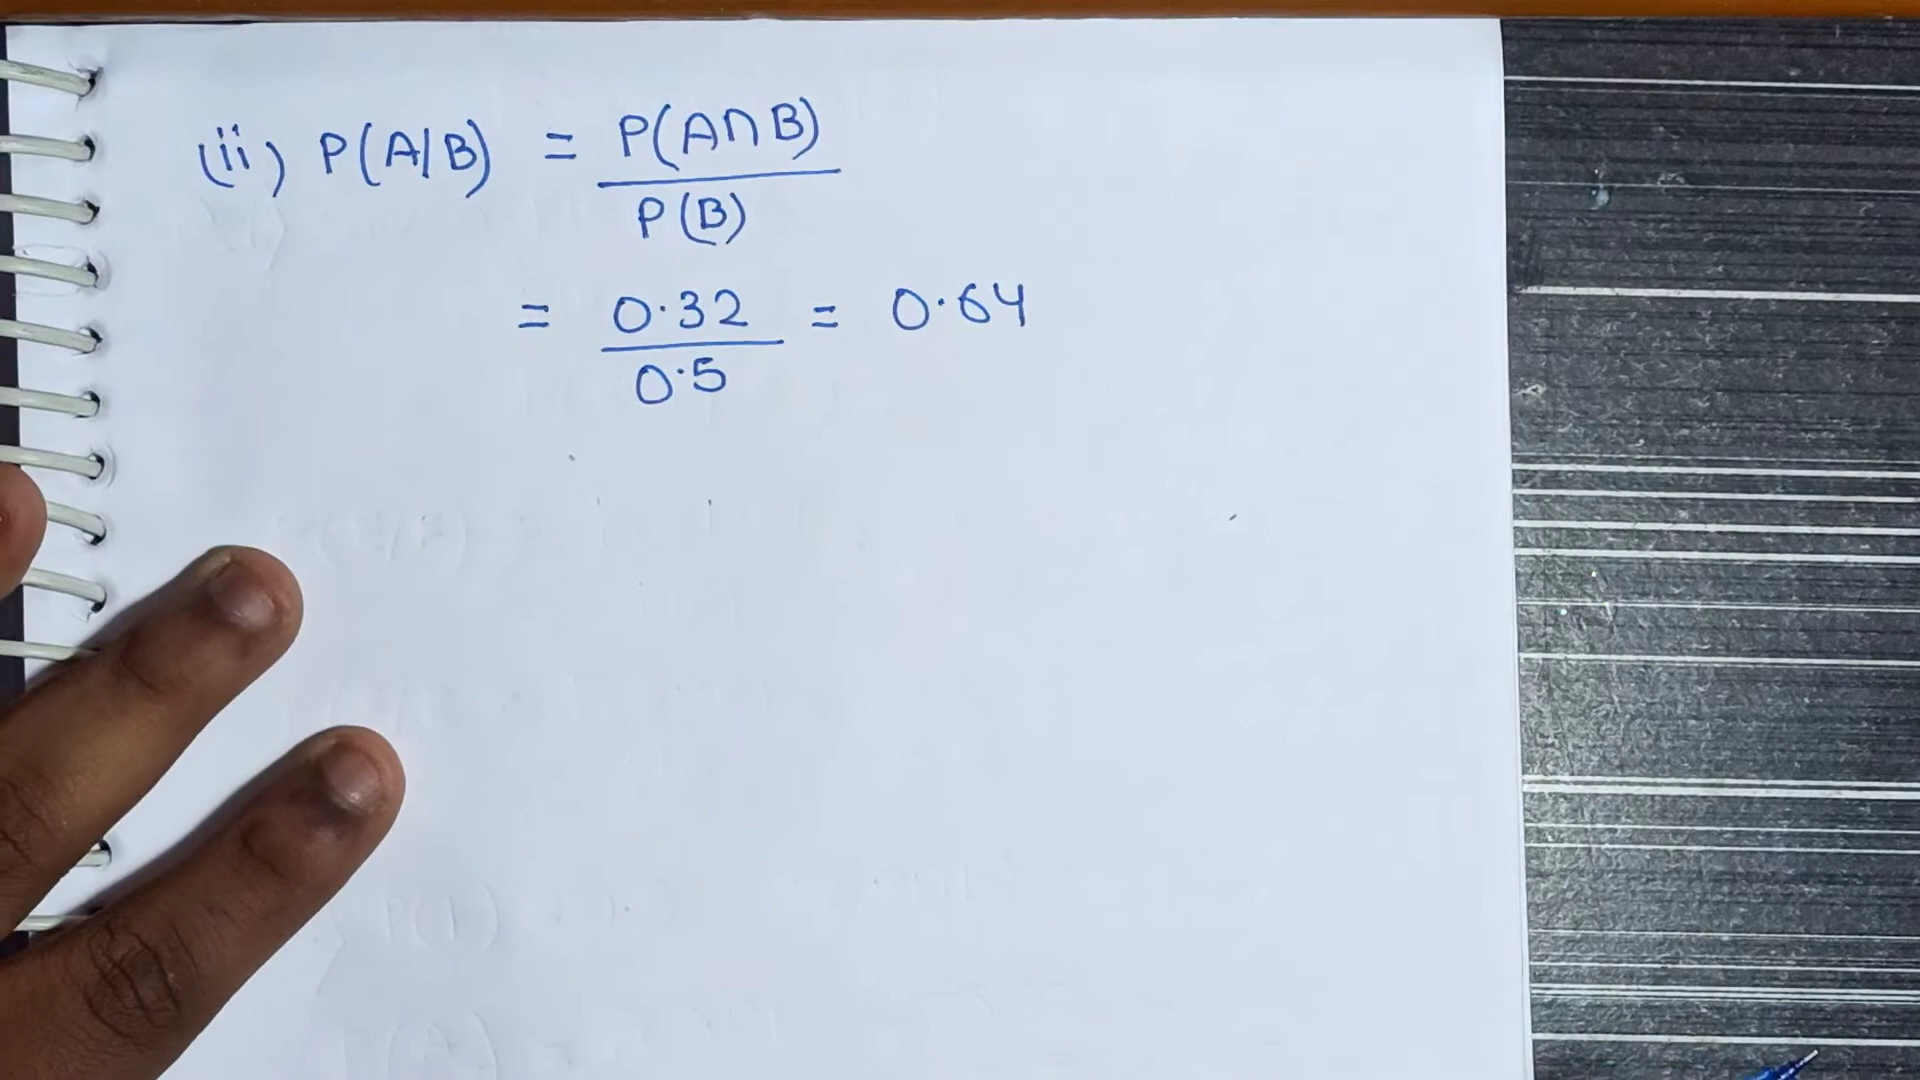 (ii) P(A/B) = P(A∩B)
P(B)
= 0.32 = 0.64
0.5